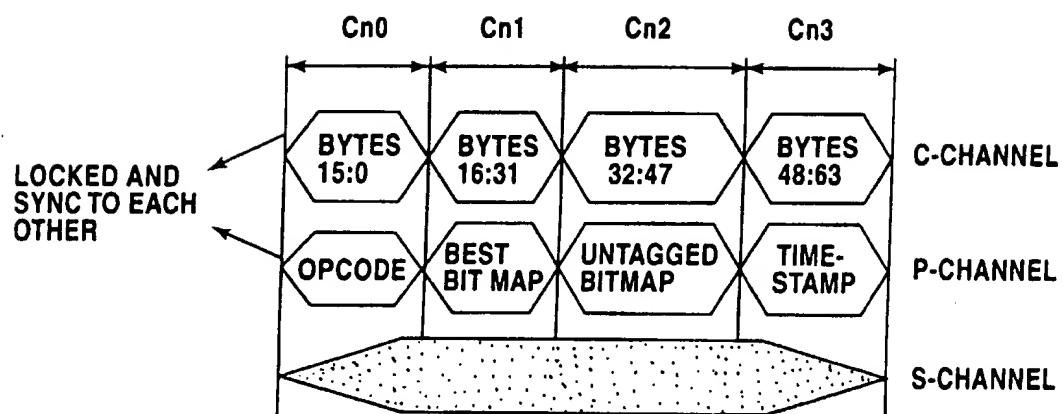 Cn0 Cn1 Cn2 Cn3
BYTES 15:0 BYTES 16:31 BYTES 32:47 BYTES 48:63 C-CHANNEL
LOCKED AND
SYNC TO EACH
OTHER
OPCODE BEST BIT MAP UNTAGGED BITMAP TIME-STAMP P-CHANNEL
S-CHANNEL